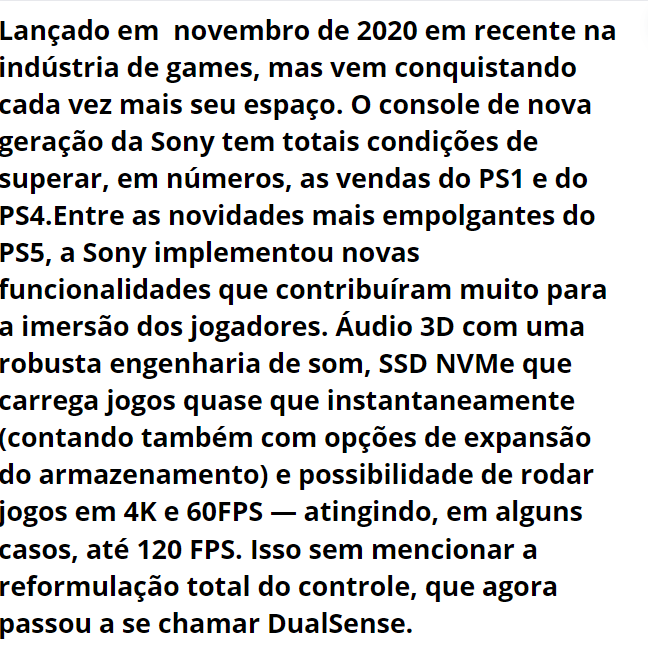 Lançado em  novembro de 2020 em recente na
indústria de games, mas vem conquistando
cada vez mais seu espaço. O console de nova
geração da Sony tem totais condições de
superar, em números, as vendas do PS1 e do
PS4.Entre as novidades mais empolgantes do
PS5, a Sony implementou novas
funcionalidades que contribuíram muito para
a imersão dos jogadores. Áudio 3D com uma
robusta engenharia de som, SSD NVMe que
carrega jogos quase que instantaneamente
(contando também com opções de expansão
do armazenamento) e possibilidade de rodar
jogos em 4K e 60FPS — atingindo, em alguns
casos, até 120 FPS. Isso sem mencionar a
reformulação total do controle, que agora
passou a se chamar DualSense.